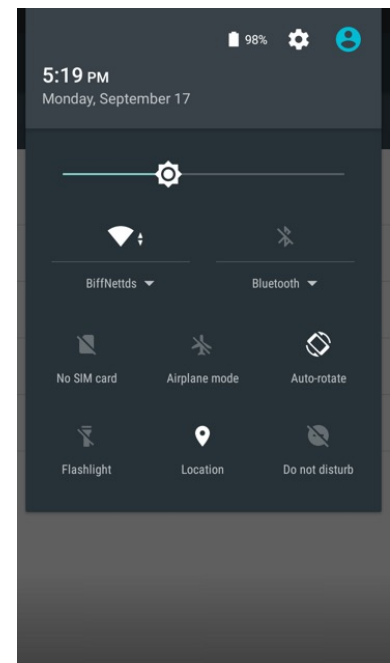 98%
5:19 PM
Monday, September 17
BiffNettds
Bluetooth
No SIM card
Airplane mode
Auto-rotate
Flashlight
Location
Do not disturb